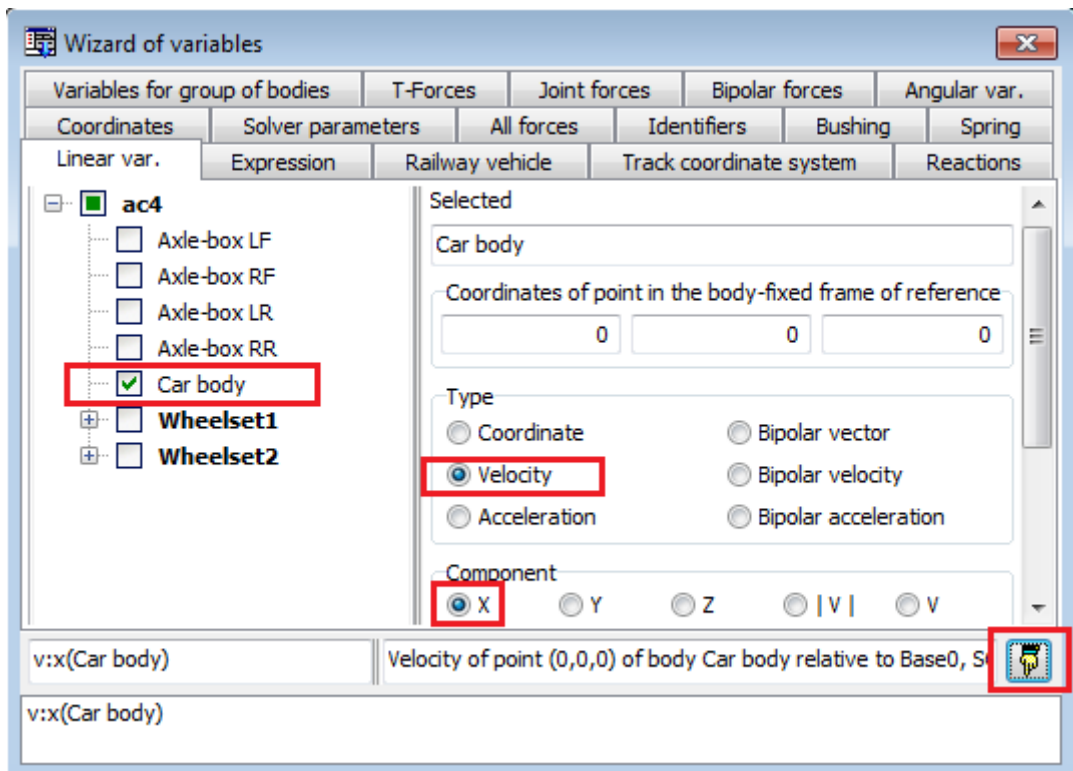 Wizard of variables
Variables for group of bodies T-Forces Joint forces Bipolar forces Angular var.
Coordinates Solver parameters All forces Identifiers Bushing Spring
Linear var. Expression Railway vehicle Track coordinate system Reactions
ac4
Axle-box LF
Axle-box RF
Axle-box LR
Axle-box RR
Car body
Wheelset1
Wheelset2
Selected
Car body
Coordinates of point in the body-fixed frame of reference
0 0 0
Type
Coordinate Bipolar vector
Velocity Bipolar velocity
Acceleration Bipolar acceleration
Component
X Y Z |V| V
v:x(Car body) Velocity of point (0,0,0) of body Car body relative to Base0,
v:x(Car body)